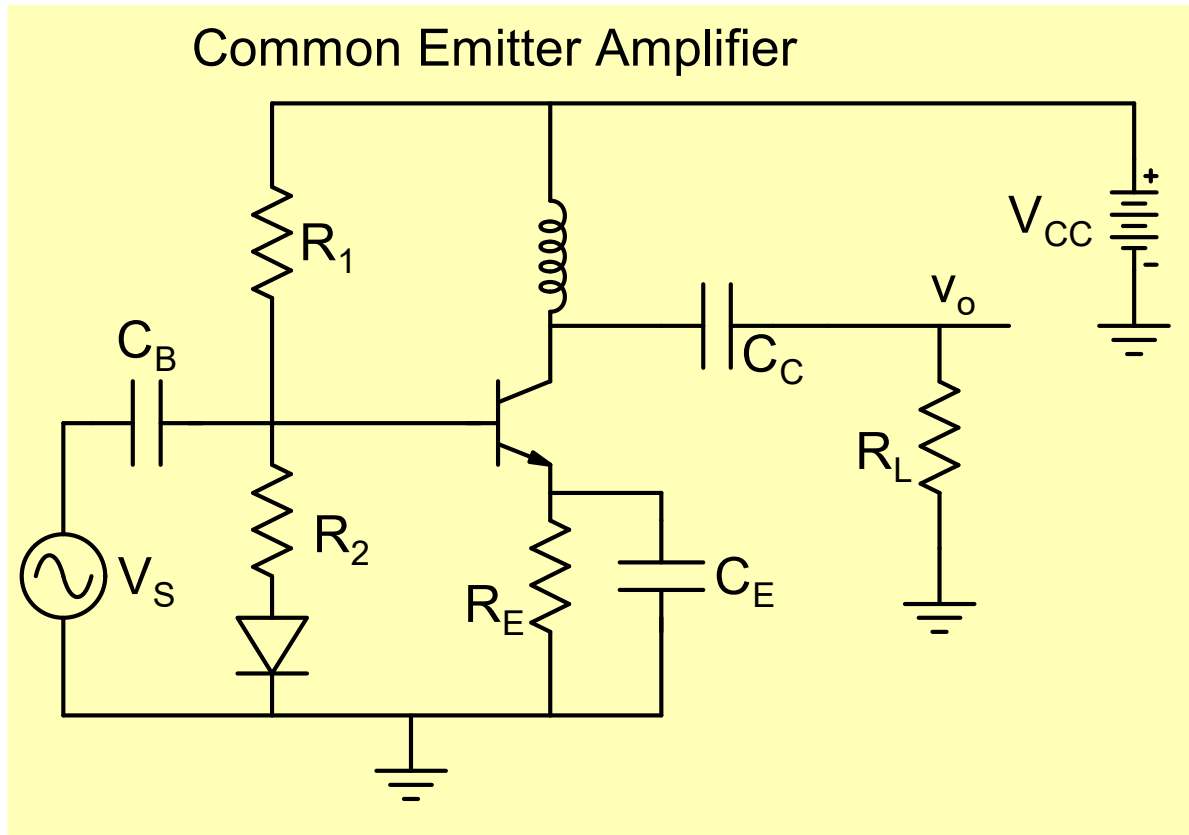 Common Emitter Amplifier
R1
VCC
+
-
vo
CB
CC
RL
R2
VS
RE
CE